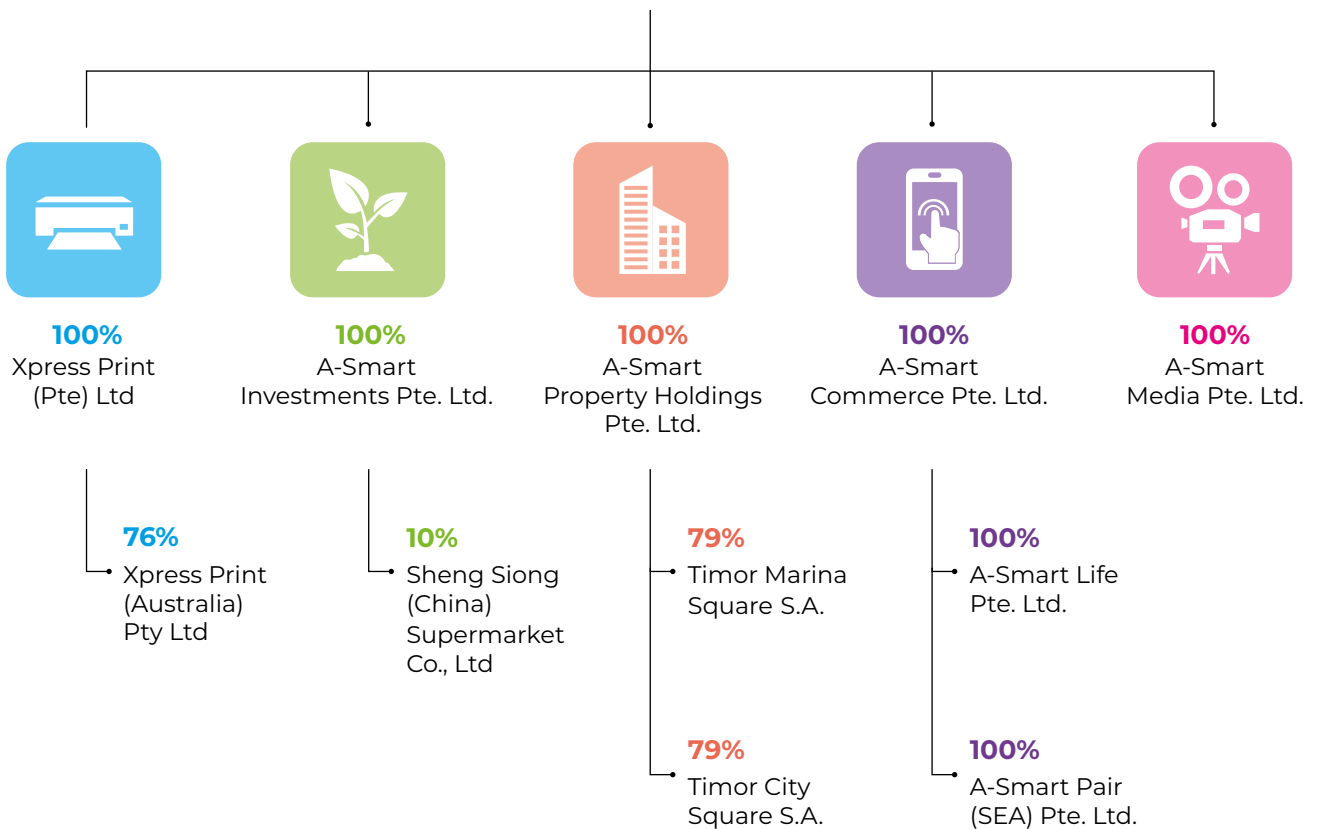 100%
Xpress Print
(Pte) Ltd
100%
A-Smart
Investments Pte. Ltd.
100%
A-Smart
Property Holdings
Pte. Ltd.
100%
A-Smart
Commerce Pte. Ltd.
100%
A-Smart
Media Pte. Ltd.
76%
Xpress Print
(Australia)
Pty Ltd
10%
Sheng Siong
(China)
Supermarket
Co., Ltd
79%
Timor Marina
Square S.A.
79%
Timor City
Square S.A.
100%
A-Smart Life
Pte. Ltd.
100%
A-Smart Pair
(SEA) Pte. Ltd.